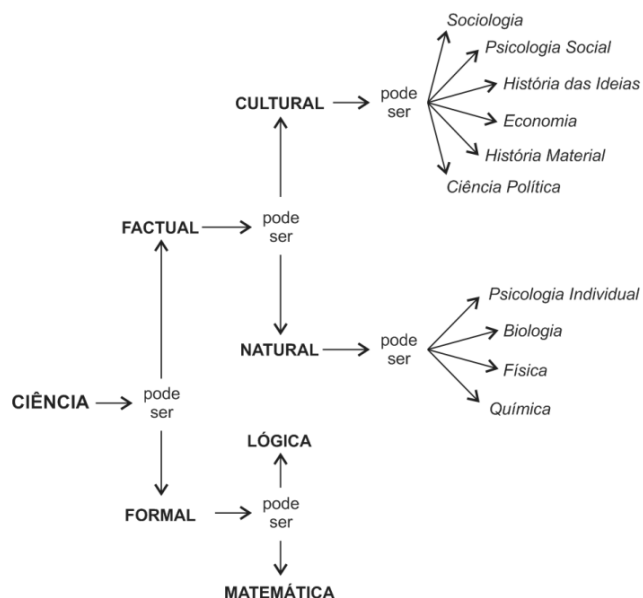 Sociologia
Psicologia Social
CULTURAL
pode
ser
História das Ideias
Economia
História Material
Ciência Política
FACTUAL
pode
ser
NATURAL
pode
ser
Psicologia Individual
Biologia
Física
Química
CIÊNCIA
pode
ser
LÓGICA
FORMAL
pode
ser
MATEMÁTICA